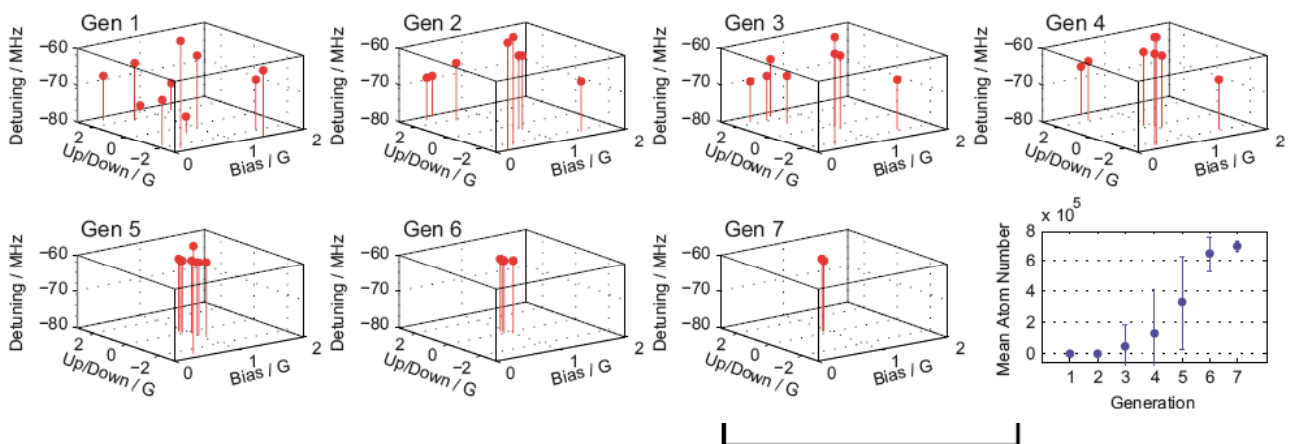 Gen 1
Detuning / MHz
−60
−70
−80
2
0
−2
Up/Down / G
0
1
2
Bias / G
Gen 2
Detuning / MHz
−60
−70
−80
2
0
−2
Up/Down / G
0
1
2
Bias / G
Gen 3
Detuning / MHz
−60
−70
−80
2
0
−2
Up/Down / G
0
1
2
Bias / G
Gen 4
Detuning / MHz
−60
−70
−80
2
0
−2
Up/Down / G
0
1
2
Bias / G
Gen 5
Detuning / MHz
−60
−70
−80
2
0
−2
Up/Down / G
0
1
2
Bias / G
Gen 6
Detuning / MHz
−60
−70
−80
2
0
−2
Up/Down / G
0
1
2
Bias / G
Gen 7
Detuning / MHz
−60
−70
−80
2
0
−2
Up/Down / G
0
1
2
Bias / G
x 10⁵
Mean Atom Number
8
6
4
2
0
1 2 3 4 5 6 7
Generation